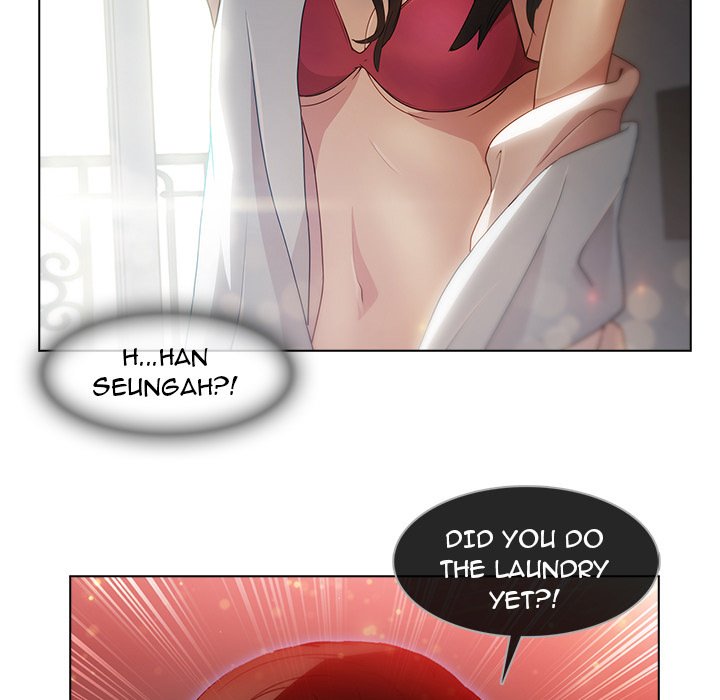 H...HAN
SEUNGAH?!
DID YOU DO
THE LAUNDRY
YET?!